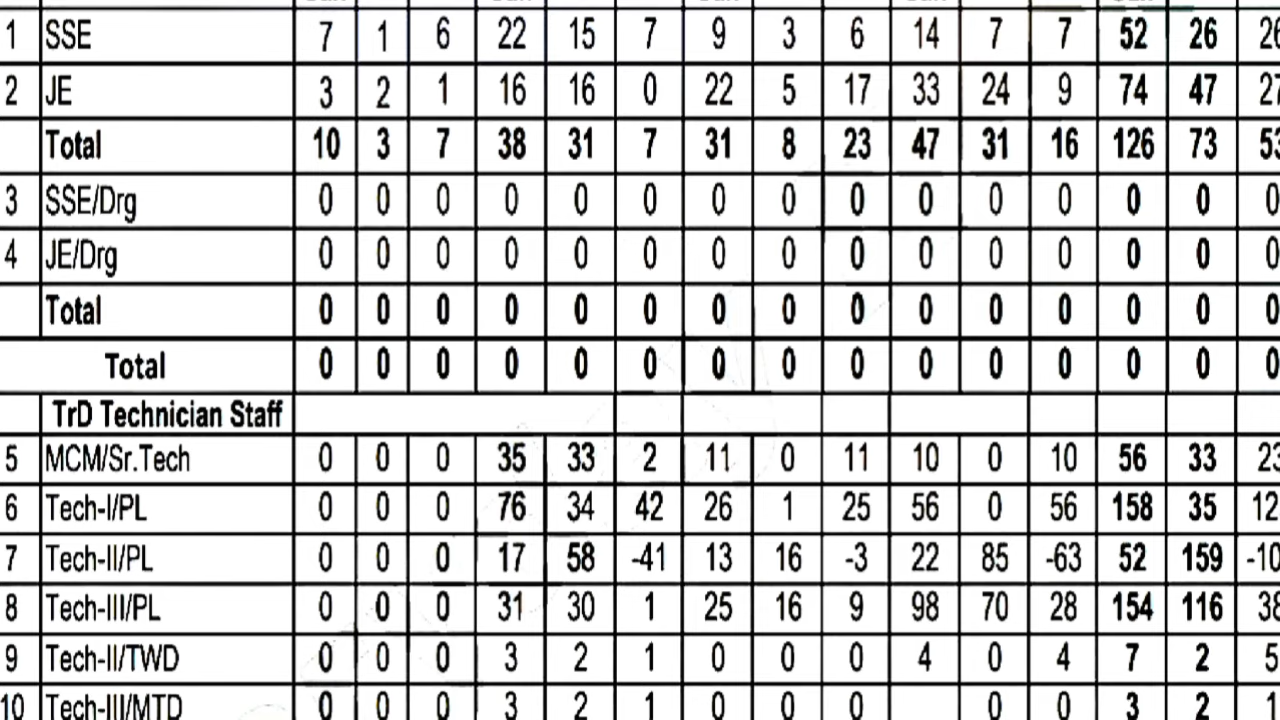 1 SSE 7 1 6 22 15 7 9 3 6 14 7 7 52 26 26
2 JE 3 2 1 16 16 0 22 5 17 33 24 9 74 47 27
Total 10 3 7 38 31 7 31 8 23 47 31 16 126 73 53
3 SSE/Drg 0 0 0 0 0 0 0 0 0 0 0 0 0 0 0
4 JE/Drg 0 0 0 0 0 0 0 0 0 0 0 0 0 0 0
Total 0 0 0 0 0 0 0 0 0 0 0 0 0 0 0
Total 0 0 0 0 0 0 0 0 0 0 0 0 0 0 0
TrD Technician Staff
5 MCM/Sr.Tech 0 0 0 35 33 2 11 0 11 10 0 10 56 33 23
6 Tech-I/PL 0 0 0 76 34 42 26 1 25 56 0 56 158 35 12
7 Tech-II/PL 0 0 0 17 58 -41 13 16 -3 22 85 -63 52 159 -10
8 Tech-III/PL 0 0 0 31 30 1 25 16 9 98 70 28 154 116 38
9 Tech-II/TWD 0 0 0 3 2 1 0 0 0 4 0 4 7 2 5
10 Tech-III/MTD 0 0 0 3 2 1 0 0 0 0 0 3 2 1